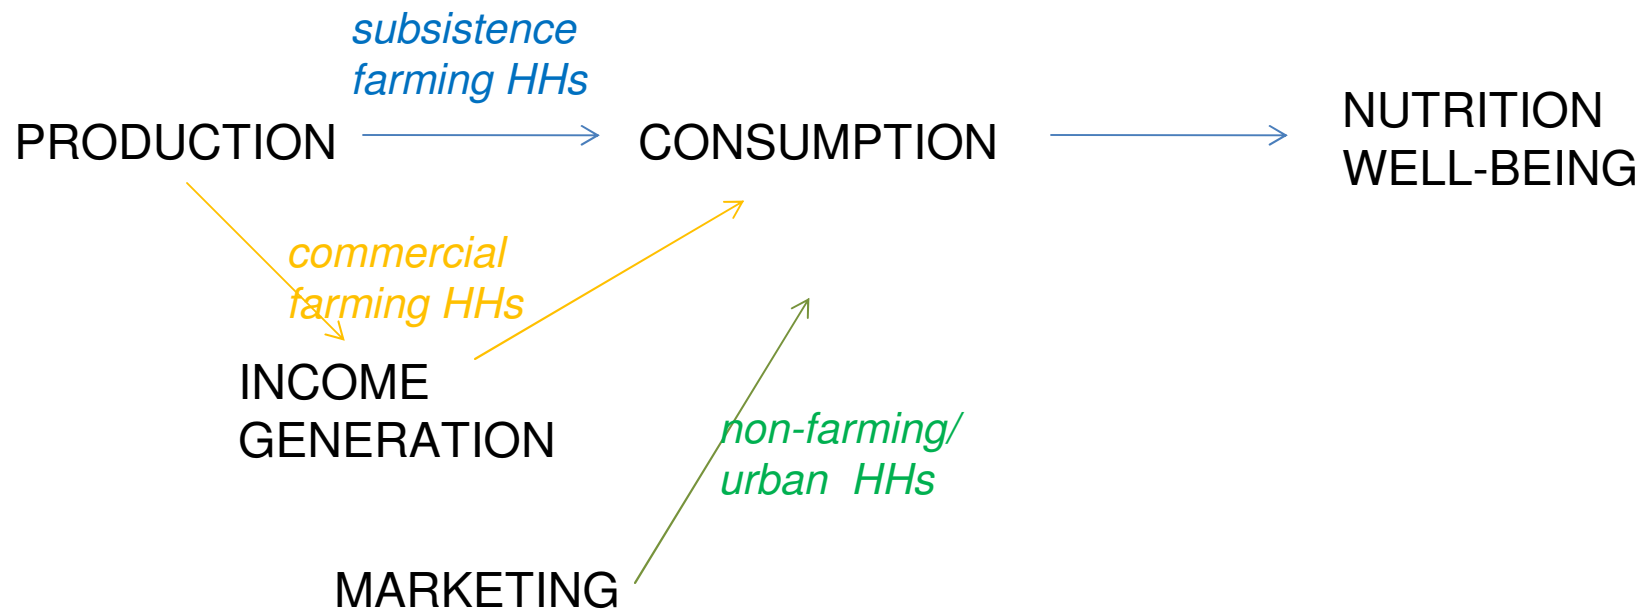 subsistence
farming HHs
PRODUCTION
CONSUMPTION
NUTRITION
WELL-BEING
commercial
farming HHs
INCOME
GENERATION
non-farming/
urban HHs
MARKETING